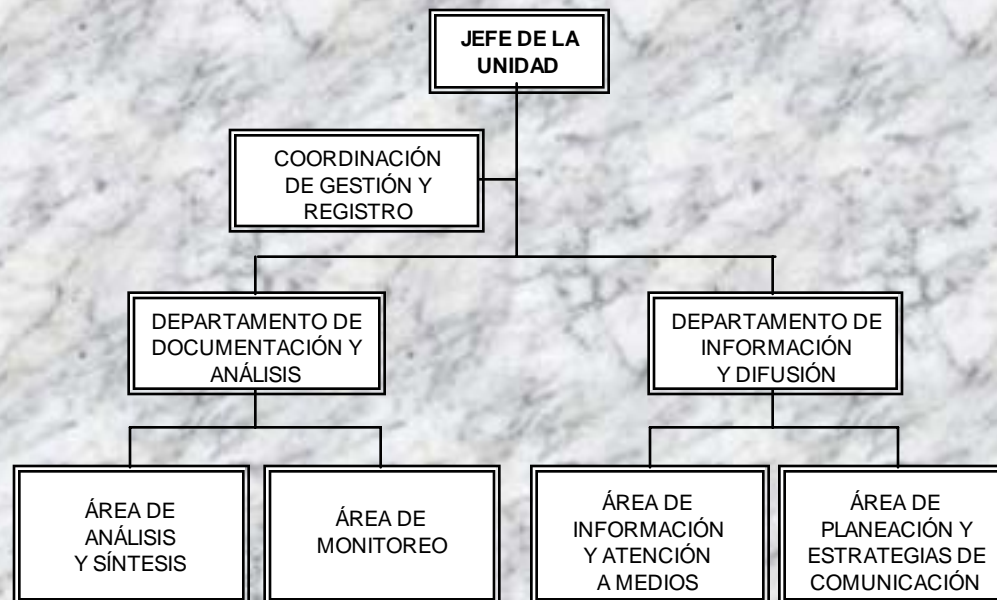 JEFE DE LA
UNIDAD
COORDINACIÓN
DE GESTIÓN Y
REGISTRO
DEPARTAMENTO DE
DOCUMENTACIÓN Y
ANÁLISIS
DEPARTAMENTO DE
INFORMACIÓN
Y DIFUSIÓN
ÁREA DE
ANÁLISIS
Y SÍNTESIS
ÁREA DE
MONITOREO
ÁREA DE
INFORMACIÓN
Y ATENCIÓN
A MEDIOS
ÁREA DE
PLANEACIÓN Y
ESTRATEGIAS DE
COMUNICACIÓN